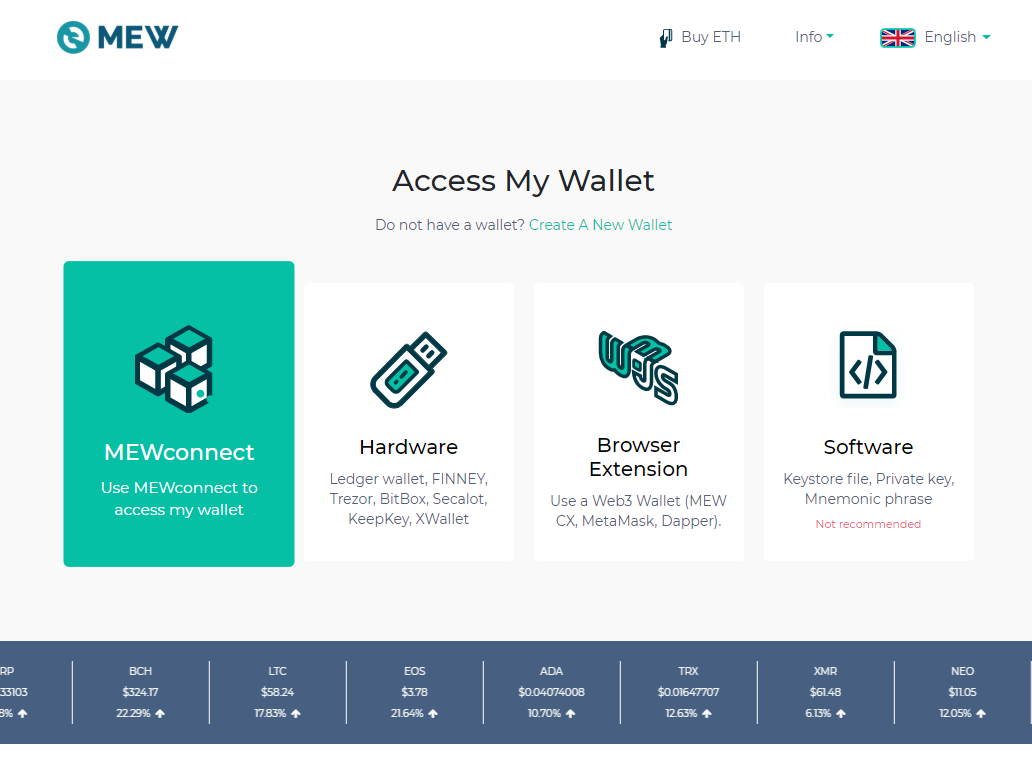 MEW
Buy ETH
Info
English
Access My Wallet
Do not have a wallet? Create A New Wallet
MEWconnect
Use MEWconnect to
access my wallet
Hardware
Ledger wallet, FINNEY,
Trezor, BitBox, Secalot,
KeepKey, XWallet
Browser
Extension
Use a Web3 Wallet (MEW
CX, MetaMask, Dapper).
Software
Keystore file, Private key,
Mnemonic phrase
Not recommended
RP
33103
8%
BCH
$324.17
22.29%
LTC
$58.24
17.83%
EOS
$3.78
21.64%
ADA
$0.04074008
10.70%
TRX
$0.01647707
12.63%
XMR
$61.48
6.13%
NEO
$11.05
12.05%